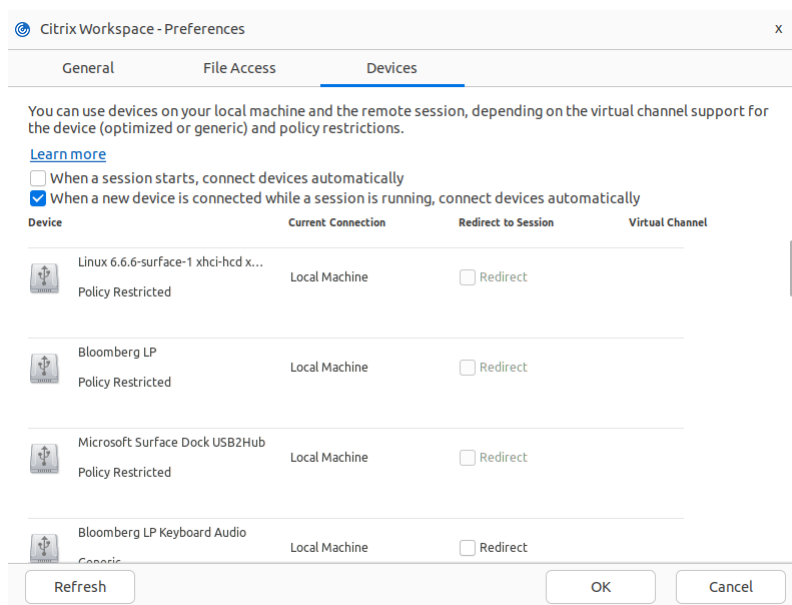 Citrix Workspace - Preferences
x
General File Access Devices
You can use devices on your local machine and the remote session, depending on the virtual channel support for
the device (optimized or generic) and policy restrictions.
Learn more
When a session starts, connect devices automatically
When a new device is connected while a session is running, connect devices automatically
Device Current Connection Redirect to Session Virtual Channel
Linux 6.6.6-surface-1 xhci-hcd x...
Policy Restricted
Local Machine
Redirect
Bloomberg LP
Policy Restricted
Local Machine
Redirect
Microsoft Surface Dock USB2Hub
Policy Restricted
Local Machine
Redirect
Bloomberg LP Keyboard Audio
Generic
Local Machine
Redirect
Refresh OK Cancel